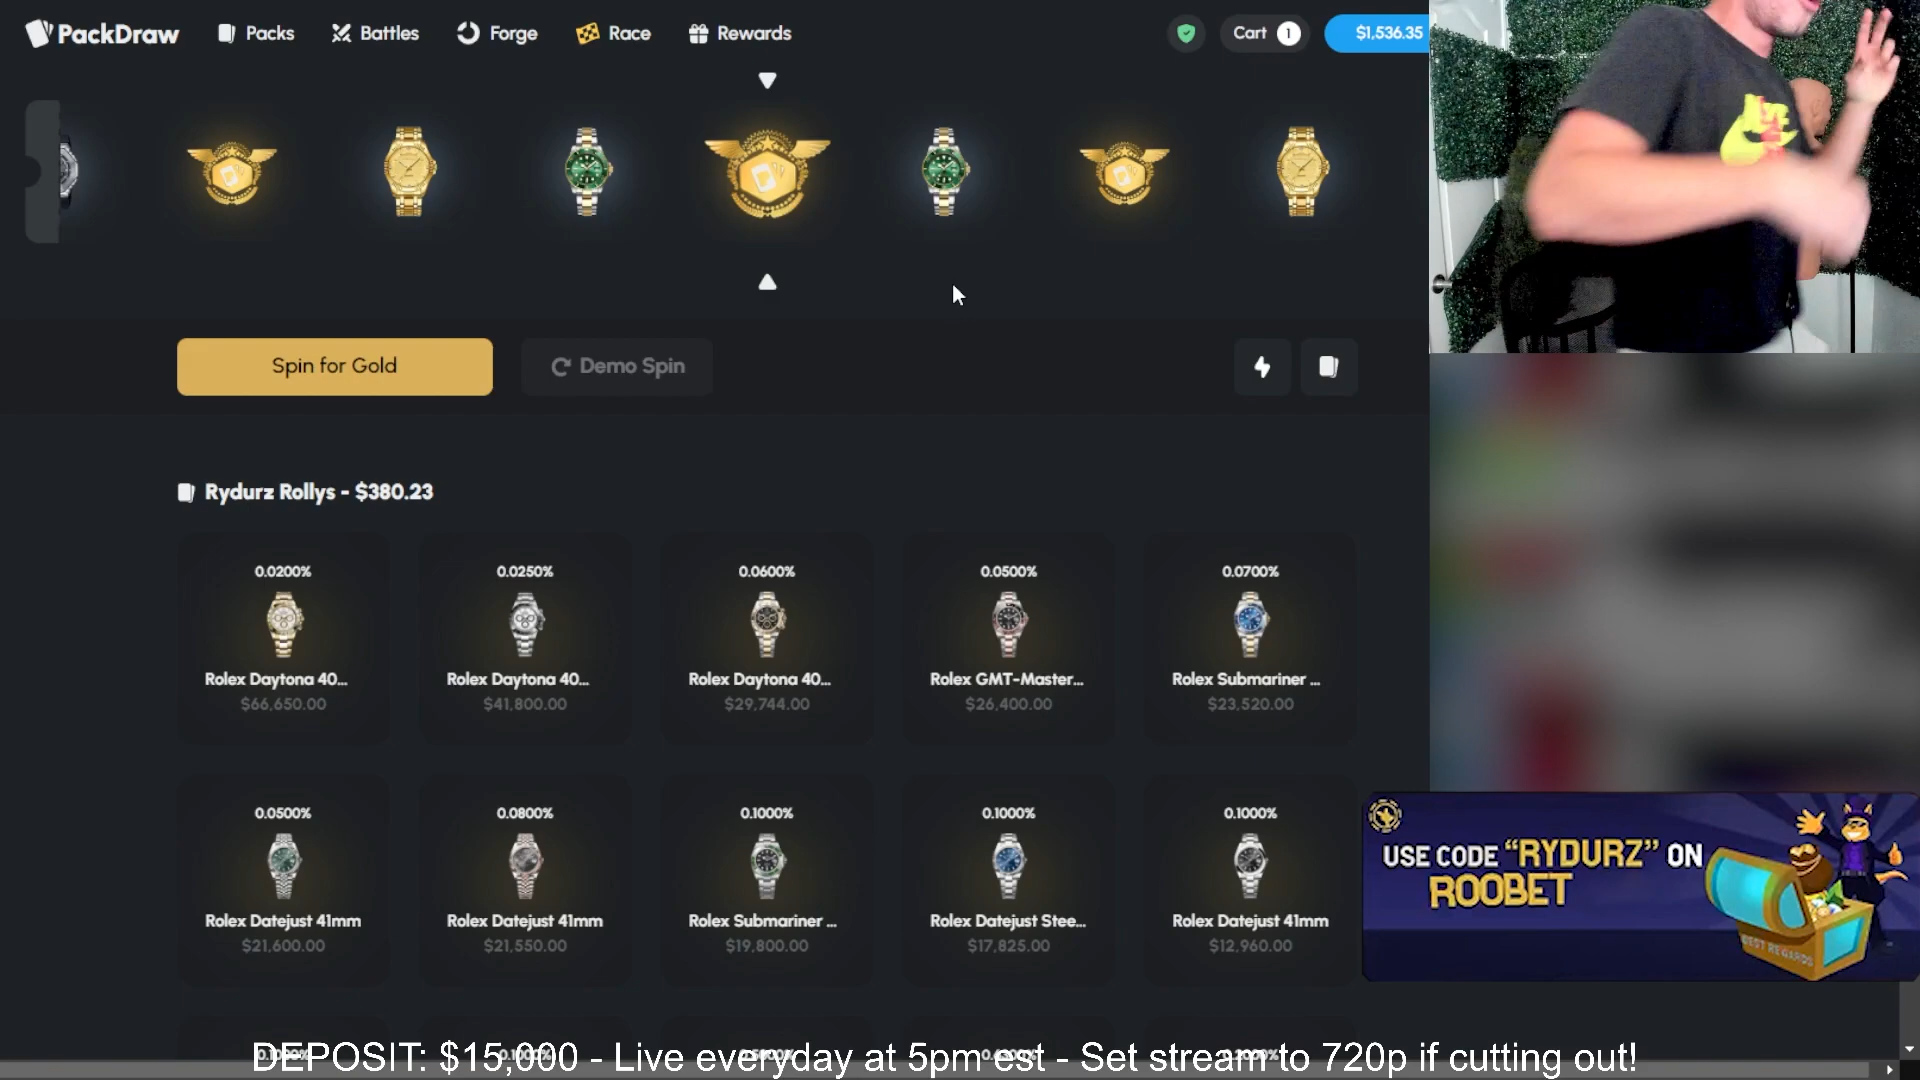 PackDraw
Packs
Battles
Forge
Race
Rewards
Cart 1
$1,536.35
Spin for Gold
Demo Spin
Rydurz Rollys - $380.23
0.0200%
Rolex Daytona 40...
$66,650.00
0.0250%
Rolex Daytona 40...
$41,800.00
0.0600%
Rolex Daytona 40...
$29,744.00
0.0500%
Rolex GMT-Master...
$26,400.00
0.0700%
Rolex Submariner ...
$23,520.00
0.0500%
Rolex Datejust 41mm
$21,600.00
0.0800%
Rolex Datejust 41mm
$21,550.00
0.1000%
Rolex Submariner ...
$19,800.00
0.1000%
Rolex Datejust Stee...
$17,825.00
0.1000%
Rolex Datejust 41mm
$12,960.00
USE CODE "RYDURZ" ON
ROOBET
BEST REGARDS
DEPOSIT: $15,000 - Live everyday at 5pm est - Set stream to 720p if cutting out!